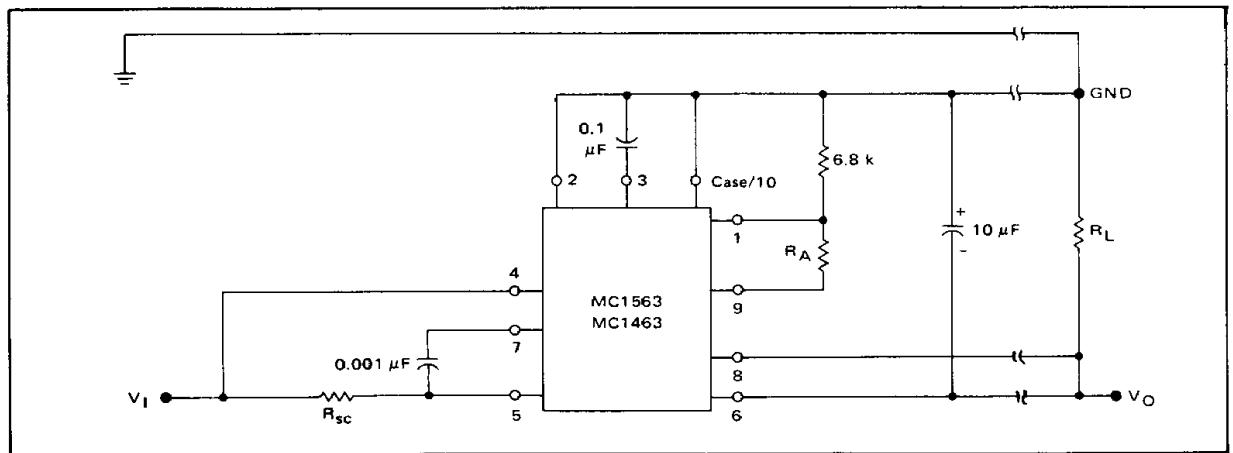 GND
0.1
μF
6.8 k
2
3
Case/10
1
+
10 μF
-
R_L
R_A
4
9
MC1563
MC1463
7
8
0.001 μF
V_I
R_sc
5
6
V_O